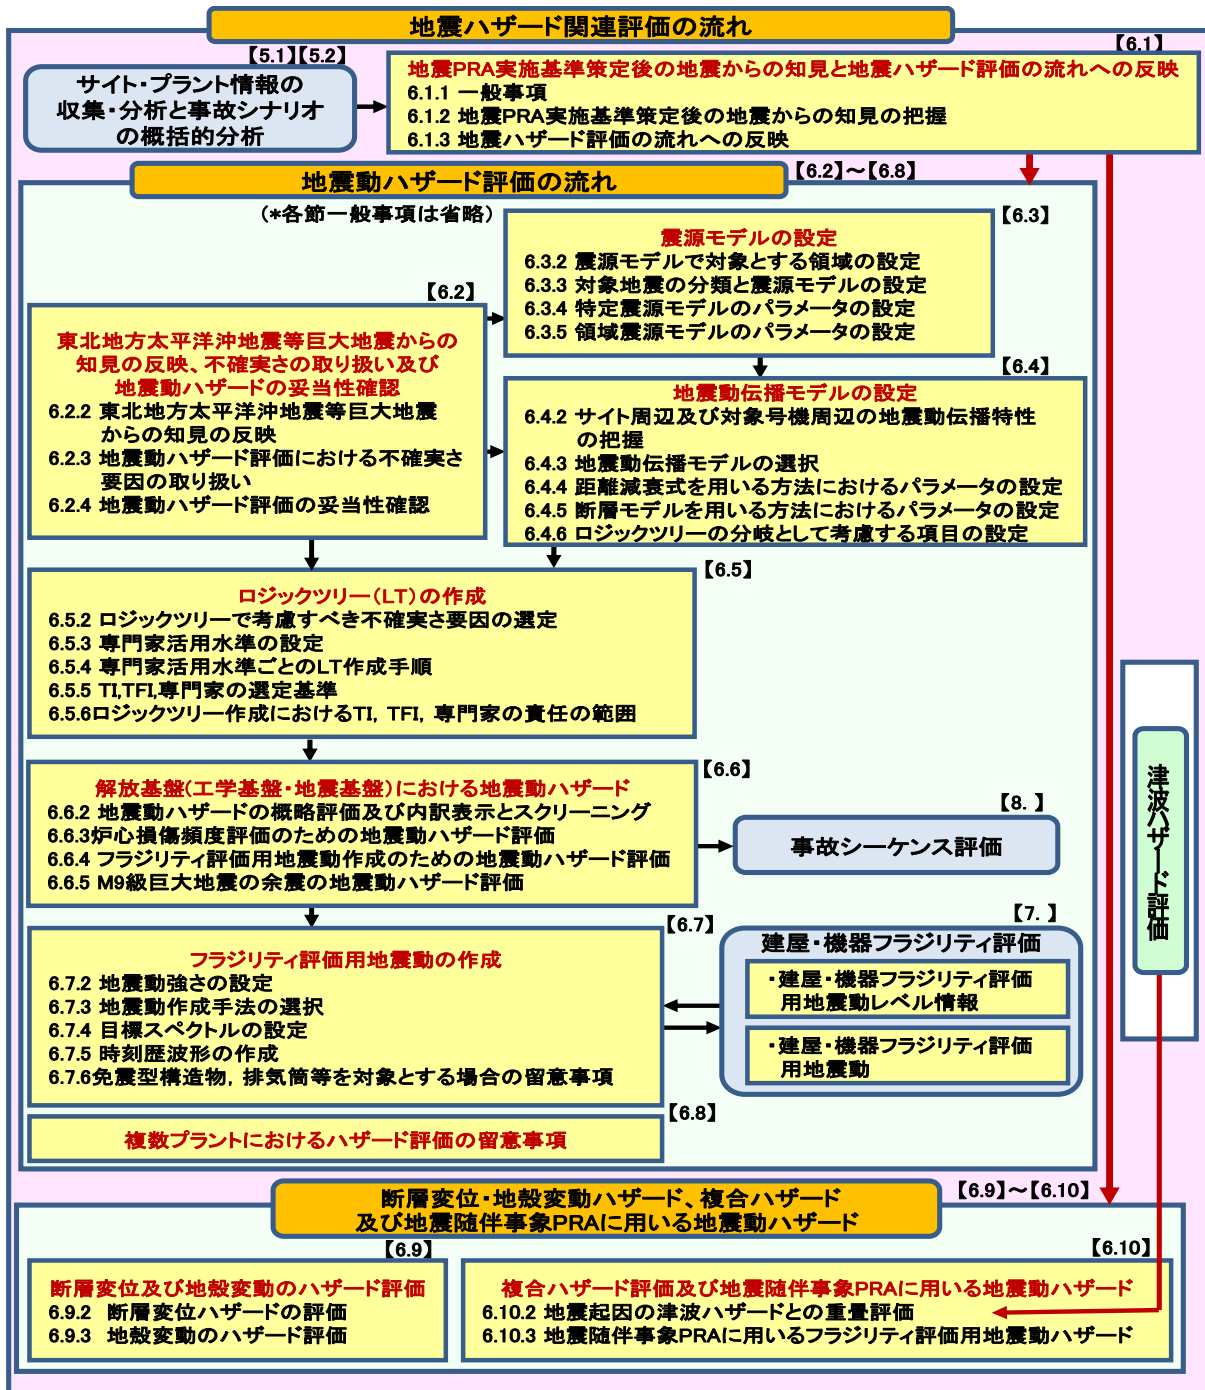 地震ハザード関連評価の流れ
【5.1】【5.2】
サイト・プラント情報の
収集・分析と事故シナリオ
の概括的分析
【6.1】
地震PRA実施基準策定後の地震からの知見と地震ハザード評価の流れへの反映
6.1.1 一般事項
6.1.2 地震PRA実施基準策定後の地震からの知見の把握
6.1.3 地震ハザード評価の流れへの反映
地震動ハザード評価の流れ
【6.2】～【6.8】
（*各節一般事項は省略）
【6.3】
震源モデルの設定
6.3.2 震源モデルで対象とする領域の設定
6.3.3 対象地震の分類と震源モデルの設定
6.3.4 特定震源モデルのパラメータの設定
6.3.5 領域震源モデルのパラメータの設定
【6.2】
東北地方太平洋沖地震等巨大地震からの
知見の反映、不確実さの取り扱い及び
地震動ハザードの妥当性確認
6.2.2 東北地方太平洋沖地震等巨大地震
からの知見の反映
6.2.3 地震動ハザード評価における不確実さ
要因の取り扱い
6.2.4 地震動ハザード評価の妥当性確認
【6.4】
地震動伝播モデルの設定
6.4.2 サイト周辺及び対象号機周辺の地震動伝播特性
の把握
6.4.3 地震動伝播モデルの選択
6.4.4 距離減衰式を用いる方法におけるパラメータの設定
6.4.5 断層モデルを用いる方法におけるパラメータの設定
6.4.6 ロジックツリーの分岐として考慮する項目の設定
【6.5】
ロジックツリー（LT）の作成
6.5.2 ロジックツリーで考慮すべき不確実さ要因の選定
6.5.3 専門家活用水準の設定
6.5.4 専門家活用水準ごとのLT作成手順
6.5.5 TI,TFI,専門家の選定基準
6.5.6ロジックツリー作成におけるTI，TFI，専門家の責任の範囲
【6.6】
解放基盤(工学基盤・地震基盤）における地震動ハザード
6.6.2 地震動ハザードの概略評価及び内訳表示とスクリーニング
6.6.3炉心損傷頻度評価のための地震動ハザード評価
6.6.4 フラジリティ評価用地震動作成のための地震動ハザード評価
6.6.5 M9級巨大地震の余震の地震動ハザード評価
【8. 】
事故シーケンス評価
津波ハザード評価
【6.7】
フラジリティ評価用地震動の作成
6.7.2 地震動強さの設定
6.7.3 地震動作成手法の選択
6.7.4 目標スペクトルの設定
6.7.5 時刻歴波形の作成
6.7.6免震型構造物，排気筒等を対象とする場合の留意事項
【7. 】
建屋・機器フラジリティ評価
・建屋・機器フラジリティ評価
用地震動レベル情報
・建屋・機器フラジリティ評価
用地震動
【6.8】
複数プラントにおけるハザード評価の留意事項
断層変位・地殻変動ハザード、複合ハザード
及び地震随伴事象PRAに用いる地震動ハザード
【6.9】～【6.10】
【6.9】
断層変位及び地殻変動のハザード評価
6.9.2 断層変位ハザードの評価
6.9.3 地殻変動のハザード評価
【6.10】
複合ハザード評価及び地震随伴事象PRAに用いる地震動ハザード
6.10.2 地震起因の津波ハザードとの重畳評価
6.10.3 地震随伴事象PRAに用いるフラジリティ評価用地震動ハザード